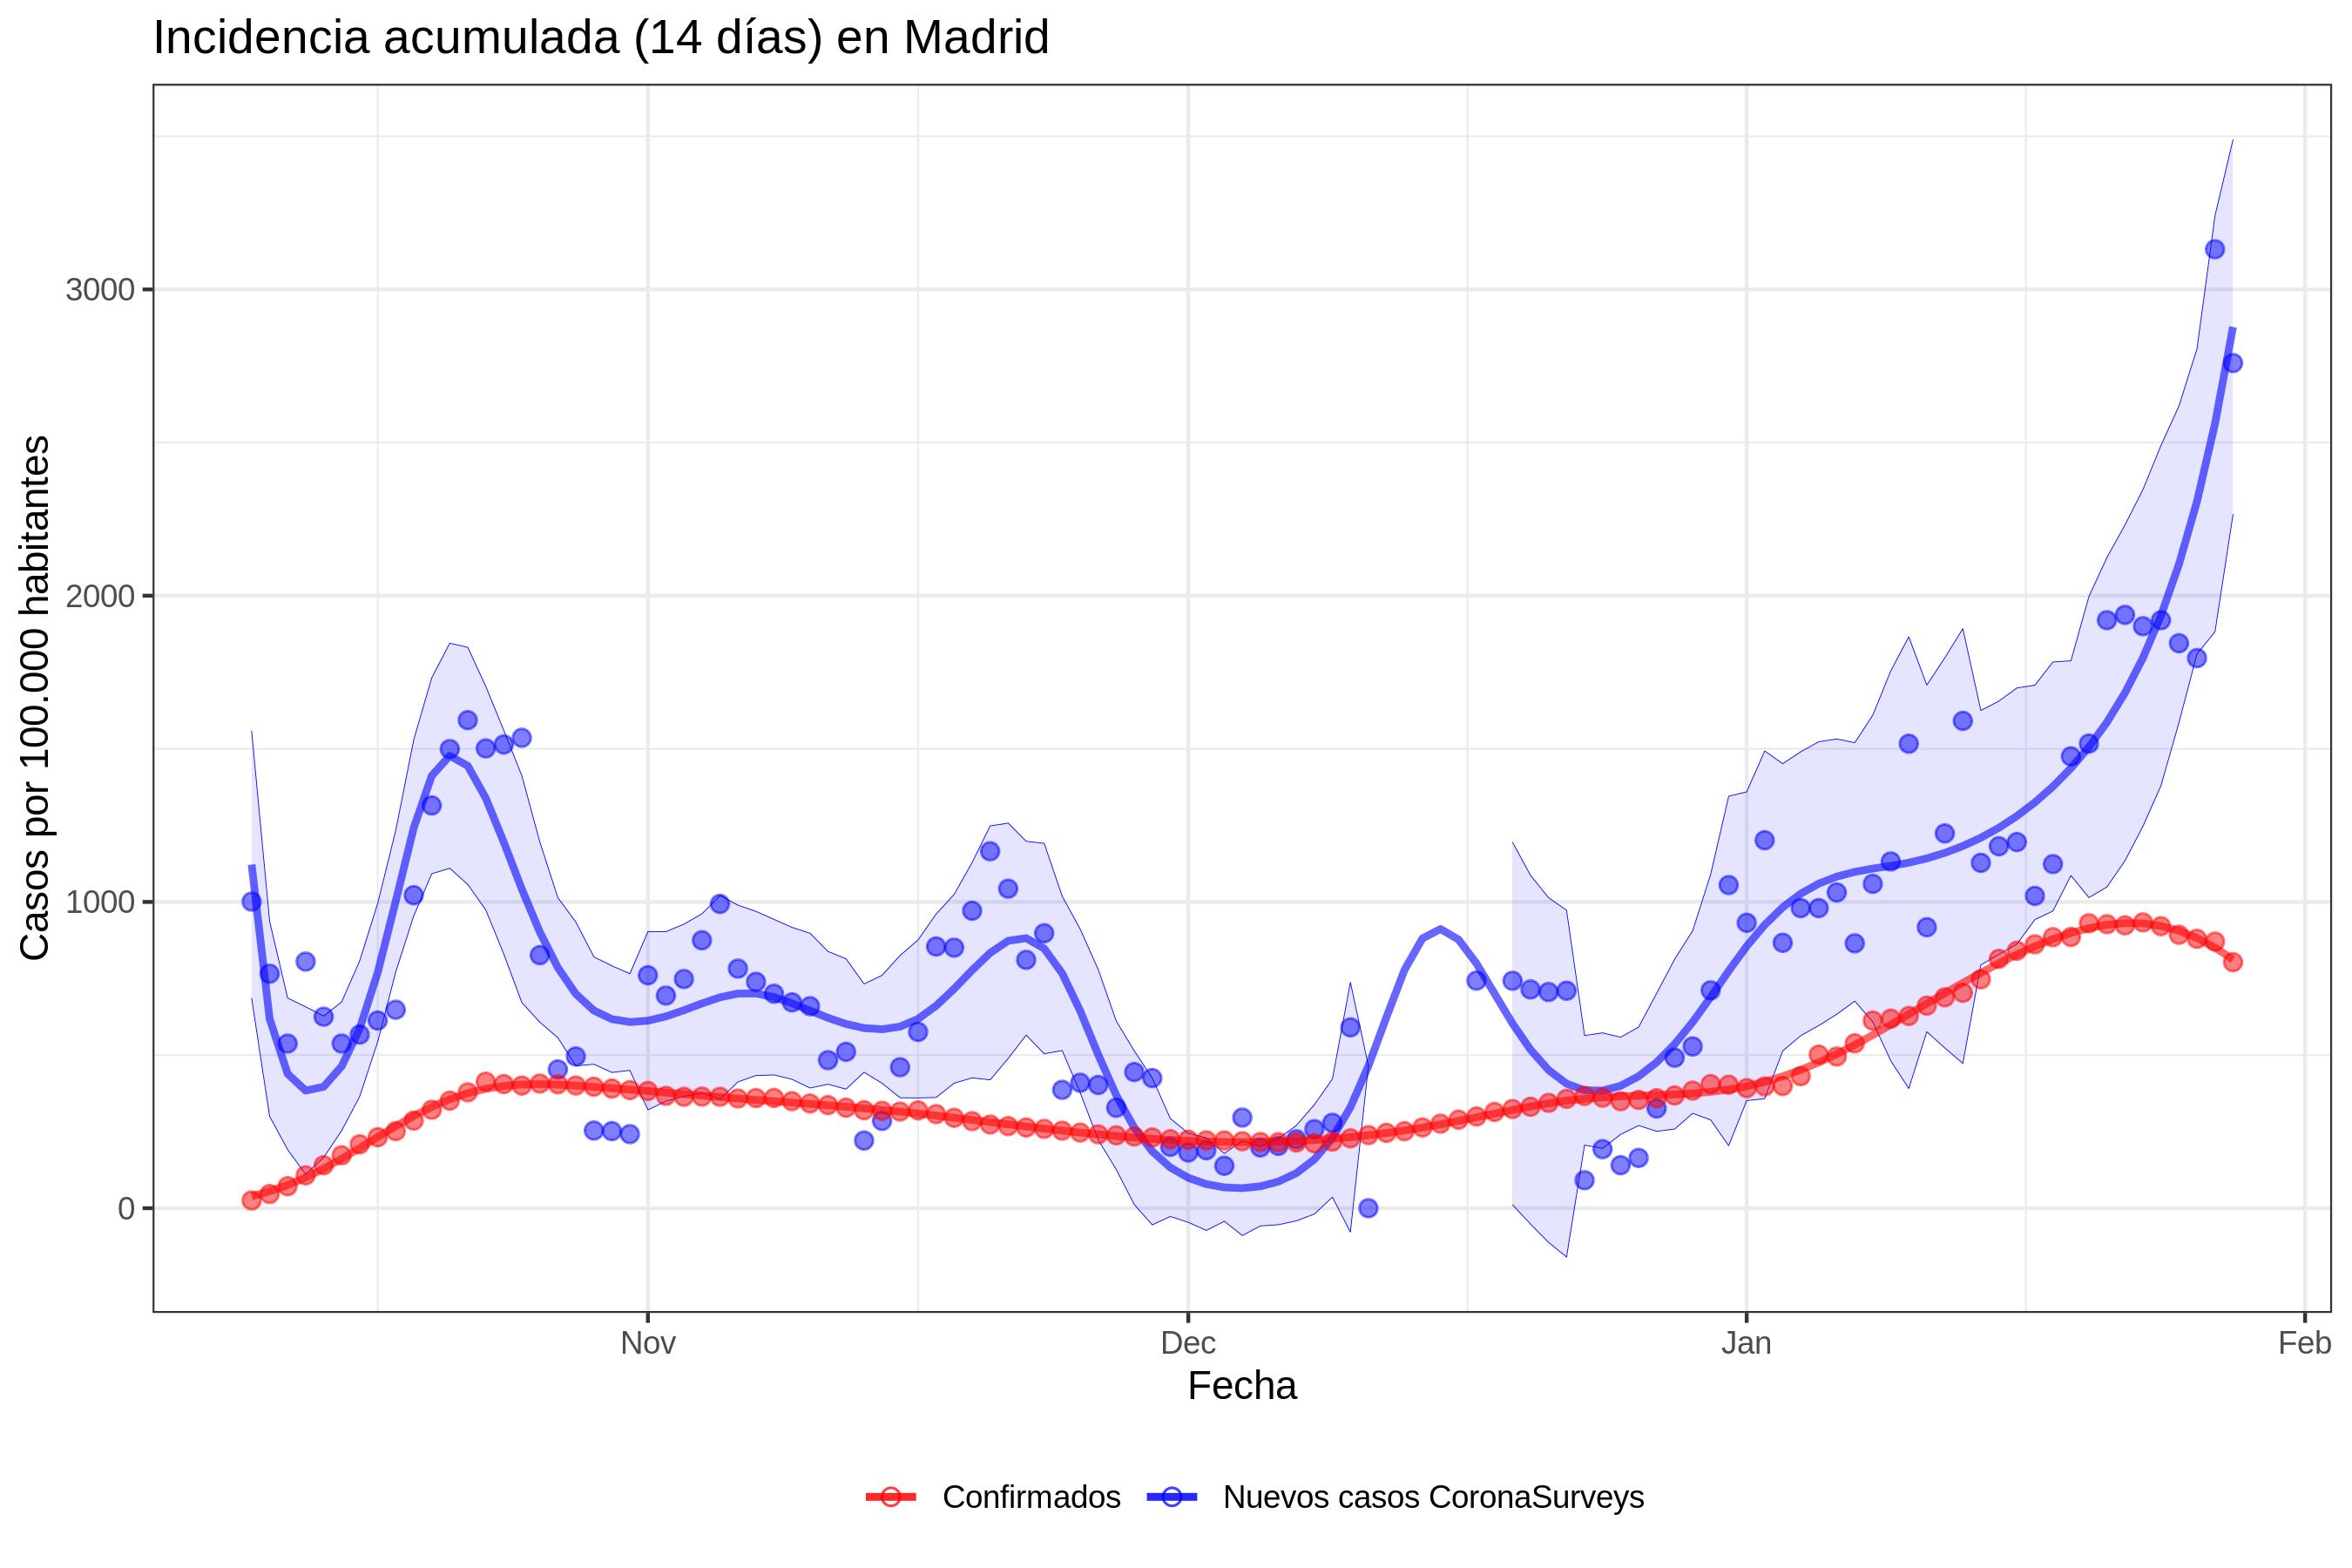 Incidencia acumulada (14 días) en Madrid
Casos por 100.000 habitantes
3000
2000
1000
0
Nov Dec Jan Feb
Fecha
Confirmados Nuevos casos CoronaSurveys